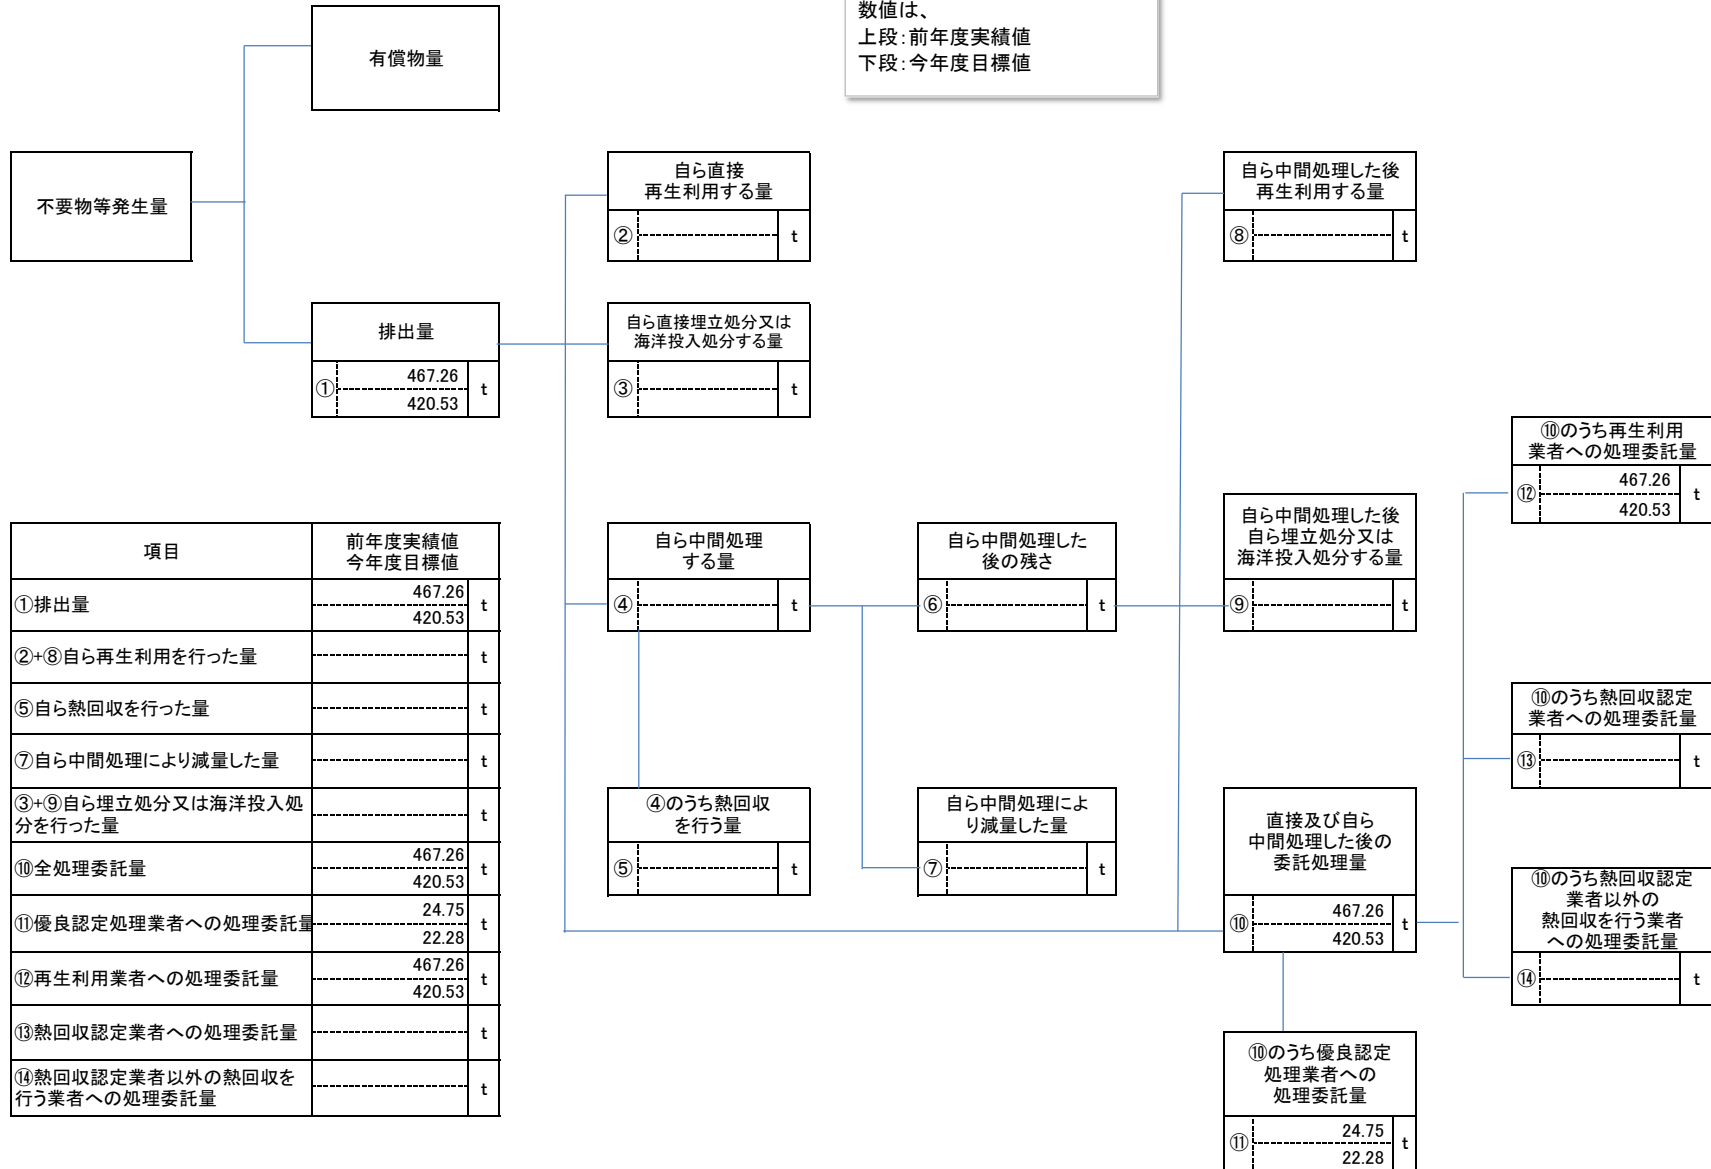 数値は、
上段:前年度実績値
下段:今年度目標値
有償物量
不要物等発生量
自ら直接
再生利用する量
② t
自ら中間処理した後
再生利用する量
⑧ t
排出量
① 467.26 t
420.53
自ら直接埋立処分又は
海洋投入処分する量
③ t
⑩のうち再生利用
業者への処理委託量
⑫ 467.26 t
420.53
自ら中間処理
する量
④ t
自ら中間処理した
後の残さ
⑥ t
自ら中間処理した後
自ら埋立処分又は
海洋投入処分する量
⑨ t
⑩のうち熱回収認定
業者への処理委託量
⑬ t
④のうち熱回収
を行う量
⑤ t
自ら中間処理によ
り減量した量
⑦ t
直接及び自ら
中間処理した後の
委託処理量
⑩ 467.26 t
420.53
⑩のうち熱回収認定
業者以外の
熱回収を行う業者
への処理委託量
⑭ t
⑩のうち優良認定
処理業者への
処理委託量
⑪ 24.75 t
22.28
項目 前年度実績値
今年度目標値
①排出量 467.26 t
420.53
②+⑧自ら再生利用を行った量 t
⑤自ら熱回収を行った量 t
⑦自ら中間処理により減量した量 t
③+⑨自ら埋立処分又は海洋投入処
分を行った量 t
⑩全処理委託量 467.26 t
420.53
⑪優良認定処理業者への処理委託量 24.75 t
22.28
⑫再生利用業者への処理委託量 467.26 t
420.53
⑬熱回収認定業者への処理委託量 t
⑭熱回収認定業者以外の熱回収を
行う業者への処理委託量 t